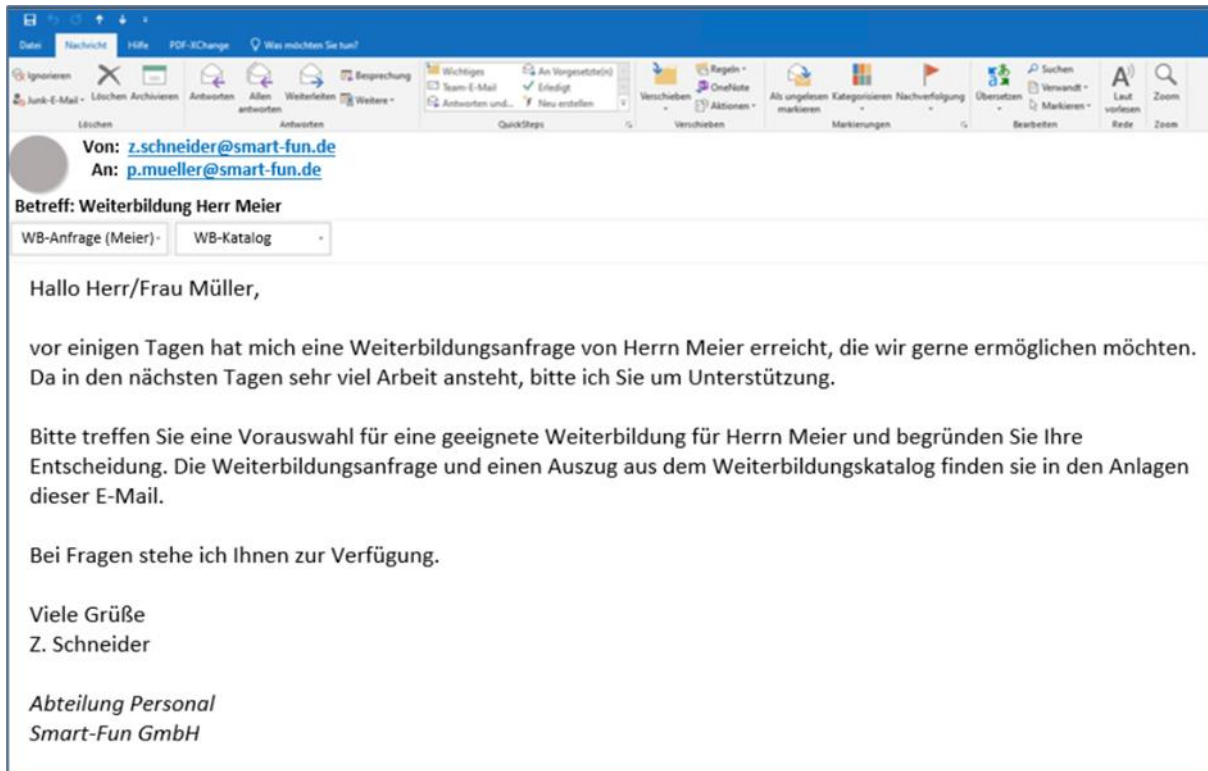 Datei Nachricht Hilfe PDF-XChange Was möchten Sie tun?
Ignorieren
Junk-E-Mail
Löschen Archivieren
Antworten Allen antworten Weiterleiten
Besprechung
Weitere
Wichtiges An Vorgesetzte(n)
Team-E-Mail Erledigt
Antworten und... Neu erstellen
Verschieben
Regeln
OneNote
Aktionen
Als ungelesen markieren Kategorisieren Nachverfolgung
Übersetzen
Suchen
Verwandt
Markieren
Laut vorlesen
Zoom
Löschen Antworten QuickSteps Verschieben Markierungen Bearbeiten Rede Zoom
Von: z.schneider@smart-fun.de
An: p.mueller@smart-fun.de
Betreff: Weiterbildung Herr Meier
WB-Anfrage (Meier) WB-Katalog
Hallo Herr/Frau Müller,
vor einigen Tagen hat mich eine Weiterbildungsanfrage von Herrn Meier erreicht, die wir gerne ermöglichen möchten.
Da in den nächsten Tagen sehr viel Arbeit ansteht, bitte ich Sie um Unterstützung.
Bitte treffen Sie eine Vorauswahl für eine geeignete Weiterbildung für Herrn Meier und begründen Sie Ihre
Entscheidung. Die Weiterbildungsanfrage und einen Auszug aus dem Weiterbildungskatalog finden sie in den Anlagen
dieser E-Mail.
Bei Fragen stehe ich Ihnen zur Verfügung.
Viele Grüße
Z. Schneider
Abteilung Personal
Smart-Fun GmbH